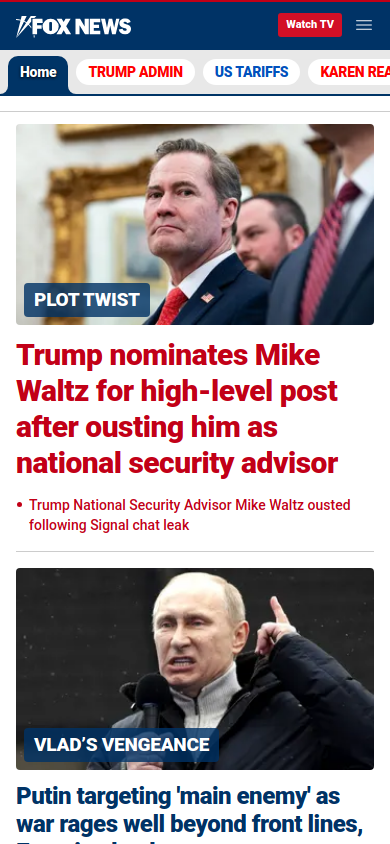 FOX NEWS
Watch TV
Home
TRUMP ADMIN
US TARIFFS
KAREN REA
PLOT TWIST
Trump nominates Mike
Waltz for high-level post
after ousting him as
national security advisor
• Trump National Security Advisor Mike Waltz ousted
following Signal chat leak
VLAD'S VENGEANCE
Putin targeting 'main enemy' as
war rages well beyond front lines,